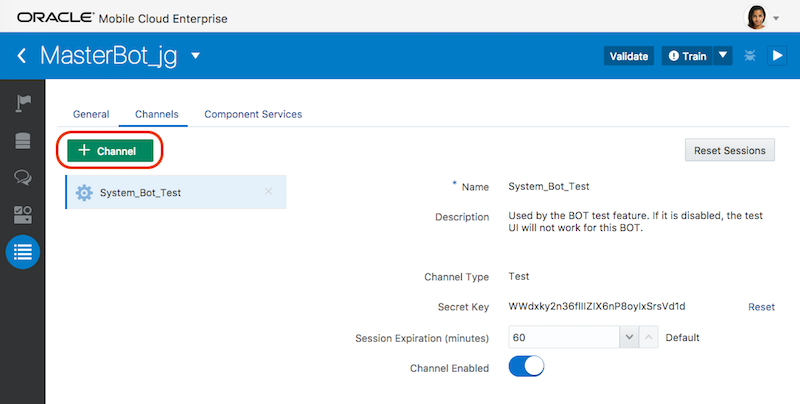 ORACLE® Mobile Cloud Enterprise
MasterBot_jg
Validate
Train
General
Channels
Component Services
+ Channel
Reset Sessions
System_Bot_Test
* Name System_Bot_Test
Description Used by the BOT test feature. If it is disabled, the test
UI will not work for this BOT.
Channel Type Test
Secret Key Reset
Session Expiration (minutes) 60 Default
Channel Enabled